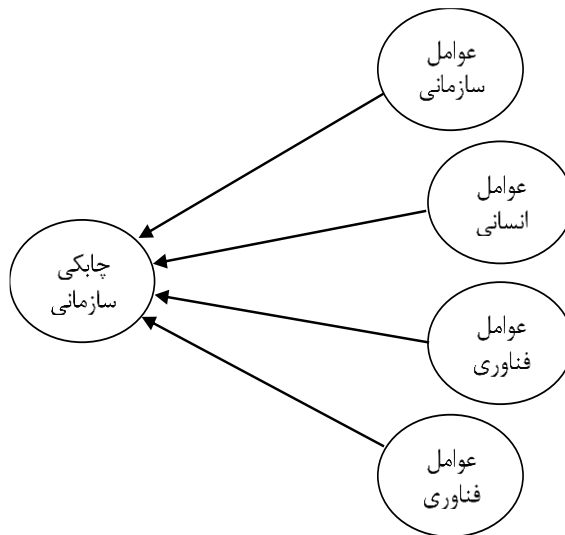 عوامل
سازمانی
عوامل
انسانی
چابکی
سازمانی
عوامل
فناوری
عوامل
فناوری